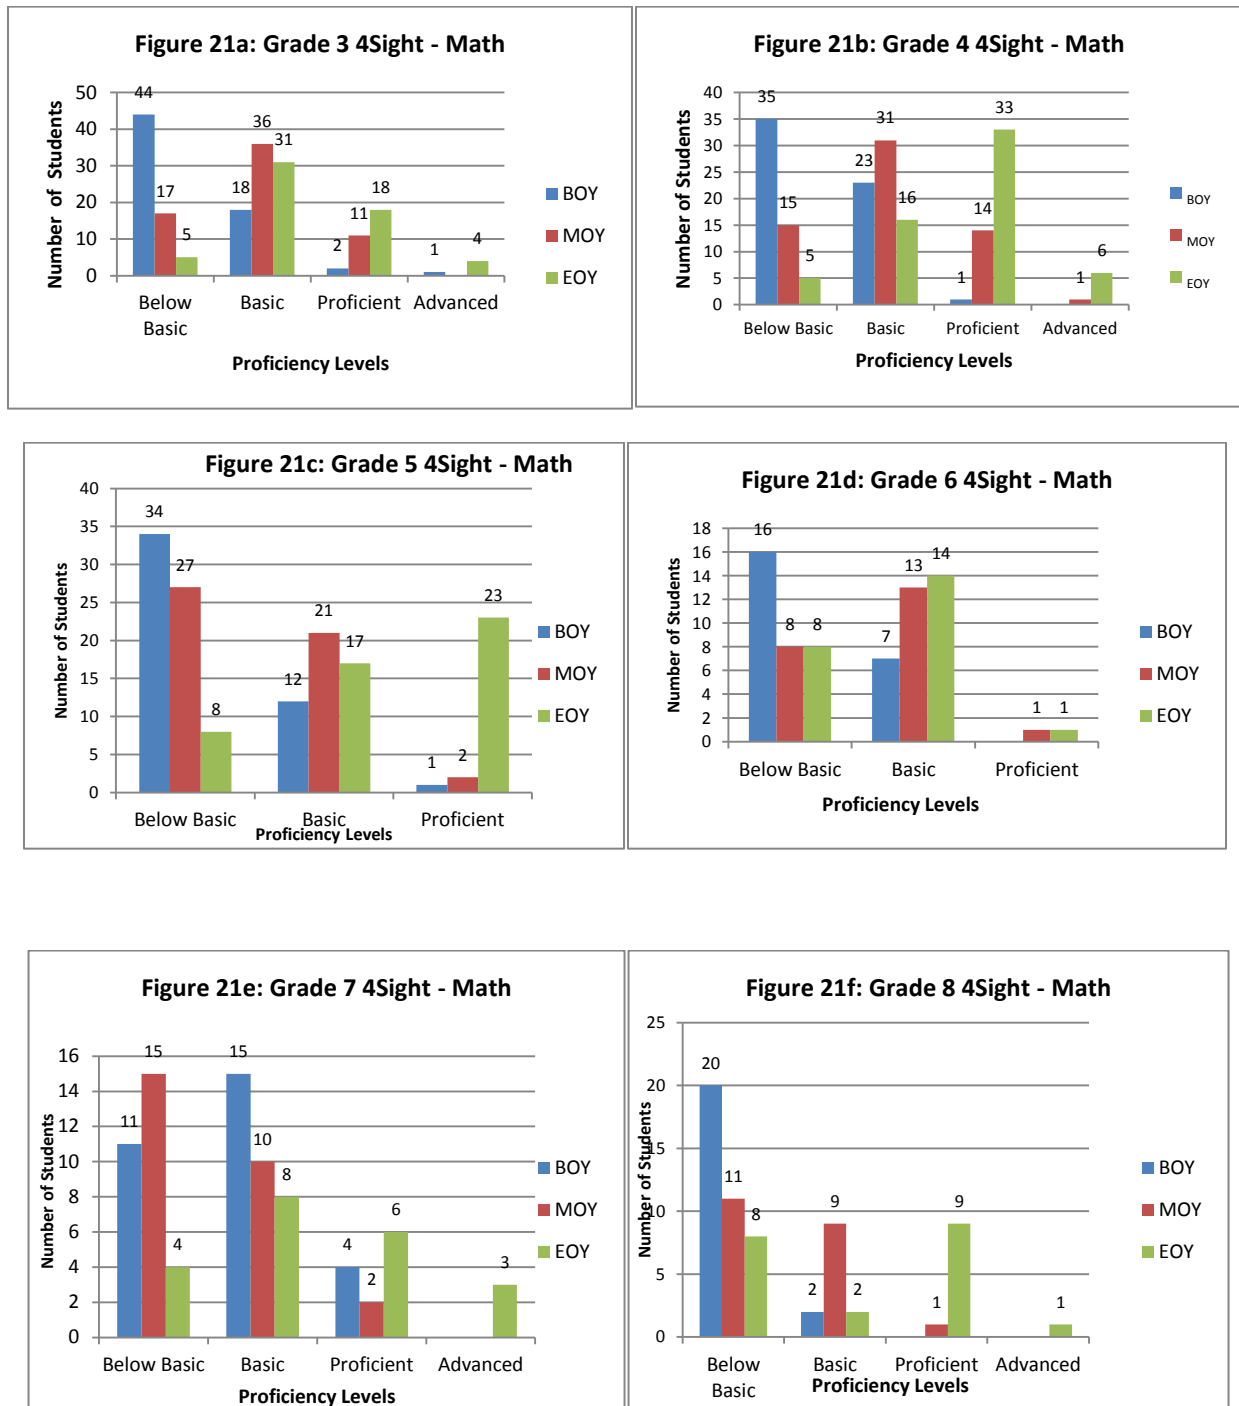 Figure 21a: Grade 3 4Sight - Math
Number of Students
50
40
30
20
10
0
44
17
5
18
36
31
2
11
18
1
4
Below Basic
Basic
Proficient
Advanced
Proficiency Levels
BOY
MOY
EOY
Figure 21b: Grade 4 4Sight - Math
Number of Students
40
35
30
25
20
15
10
5
0
35
15
5
23
31
16
1
14
33
1
6
Below Basic
Basic
Proficient
Advanced
Proficiency Levels
BOY
MOY
EOY
Figure 21c: Grade 5 4Sight - Math
Number of Students
40
35
30
25
20
15
10
5
0
34
27
8
12
21
17
1
2
23
Below Basic
Basic
Proficient
Proficiency Levels
BOY
MOY
EOY
Figure 21d: Grade 6 4Sight - Math
Number of Students
18
16
14
12
10
8
6
4
2
0
16
8
8
7
13
14
1
1
Below Basic
Basic
Proficient
Proficiency Levels
BOY
MOY
EOY
Figure 21e: Grade 7 4Sight - Math
Number of Students
16
14
12
10
8
6
4
2
0
11
15
4
15
10
8
4
2
6
3
Below Basic
Basic
Proficient
Advanced
Proficiency Levels
BOY
MOY
EOY
Figure 21f: Grade 8 4Sight - Math
Number of Students
25
20
15
10
5
0
20
11
8
2
9
2
1
9
1
Below
Basic
Basic
Proficient
Advanced
Proficiency Levels
BOY
MOY
EOY